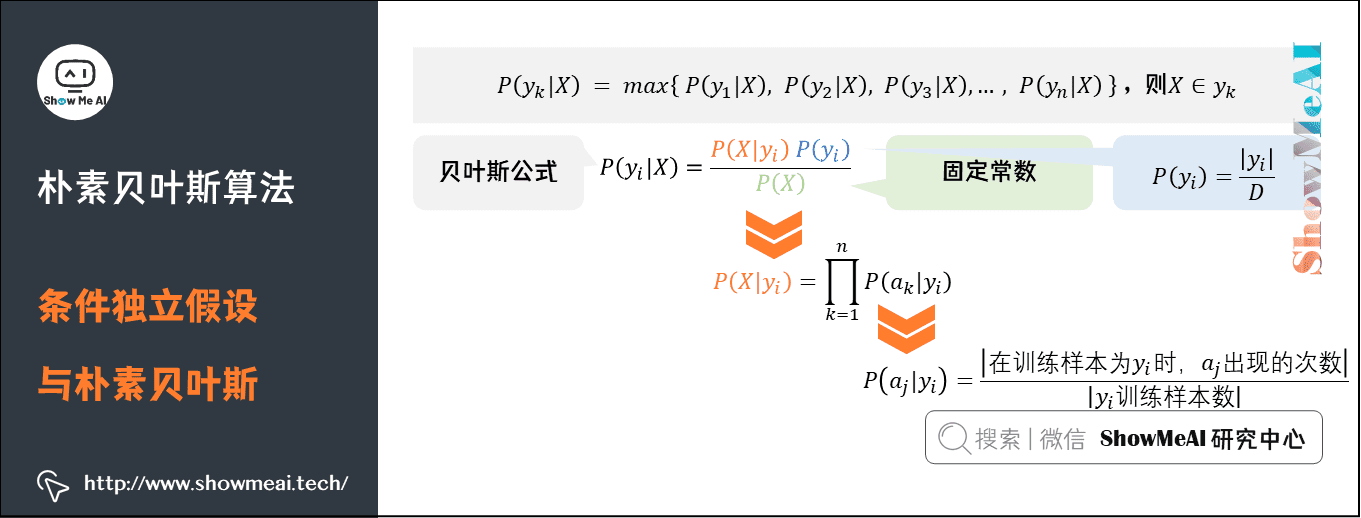 Show Me AI
朴素贝叶斯算法
条件独立假设
与朴素贝叶斯
http://www.showmeai.tech/
P(y_k|X) = max{ P(y_1|X), P(y_2|X), P(y_3|X),... , P(y_n|X) }，则X ∈ y_k
贝叶斯公式
P(y_i|X) = P(X|y_i) P(y_i) / P(X)
固定常数
P(y_i) = |y_i| / D
P(X|y_i) = ∏_{k=1}^{n} P(a_k|y_i)
P(a_j|y_i) = |在训练样本为y_i时，a_j出现的次数| / |y_i训练样本数|
搜索 | 微信 ShowMeAI 研究中心
ShowMeAI